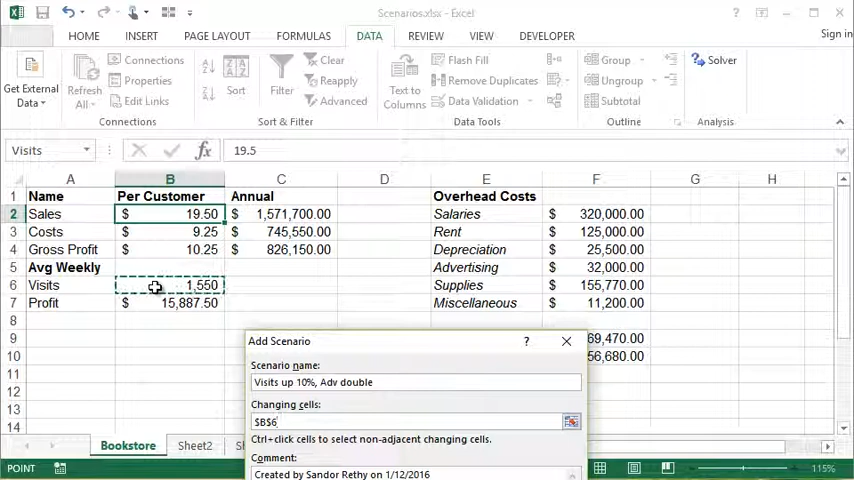 Scenarios.xlsx - Excel
HOME INSERT PAGE LAYOUT FORMULAS DATA REVIEW VIEW DEVELOPER Sign in
Get External Data
Refresh All
Connections
Properties
Edit Links
Connections
Sort
Filter
Clear
Reapply
Advanced
Sort & Filter
Text to Columns
Flash Fill
Remove Duplicates
Data Validation
Data Tools
Group
Ungroup
Subtotal
Outline
Solver
Analysis
Visits fx 19.5
A B C D E F G H
1 Name Per Customer Annual Overhead Costs
2 Sales $ 19.50 $ 1,571,700.00 Salaries $ 320,000.00
3 Costs $ 9.25 $ 745,550.00 Rent $ 125,000.00
4 Gross Profit $ 10.25 $ 826,150.00 Depreciation $ 25,500.00
5 Avg Weekly Advertising $ 32,000.00
6 Visits 1,550 Supplies $ 155,770.00
7 Profit $ 15,887.50 Miscellaneous $ 11,200.00
8
9 69,470.00
10 56,680.00
11
12
13
14
Add Scenario ?
Scenario name:
Visits up 10%, Adv double
Changing cells:
$B$6
Ctrl+click cells to select non-adjacent changing cells.
Comment:
Created by Sandor Rethy on 1/12/2016
Bookstore Sheet2
POINT 115%